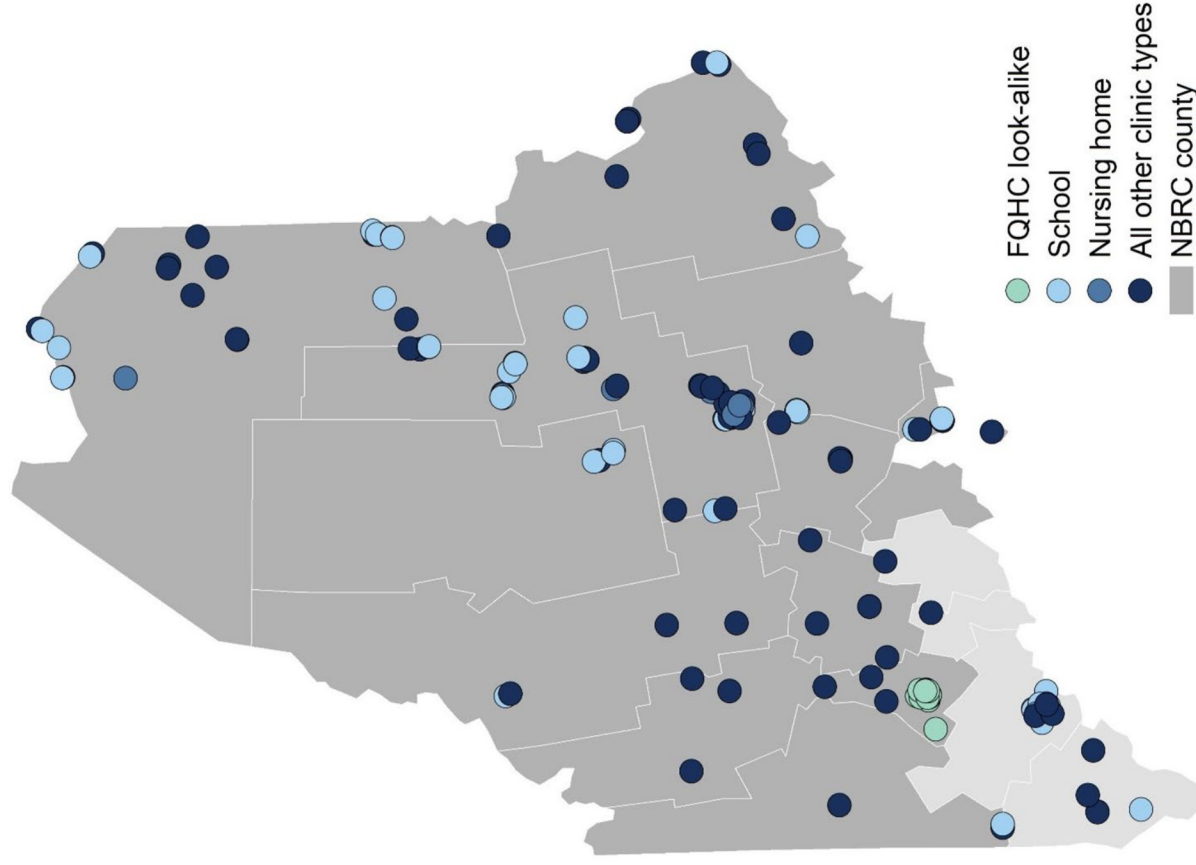 FQHC look-alike
School
Nursing home
All other clinic types
NBRC county